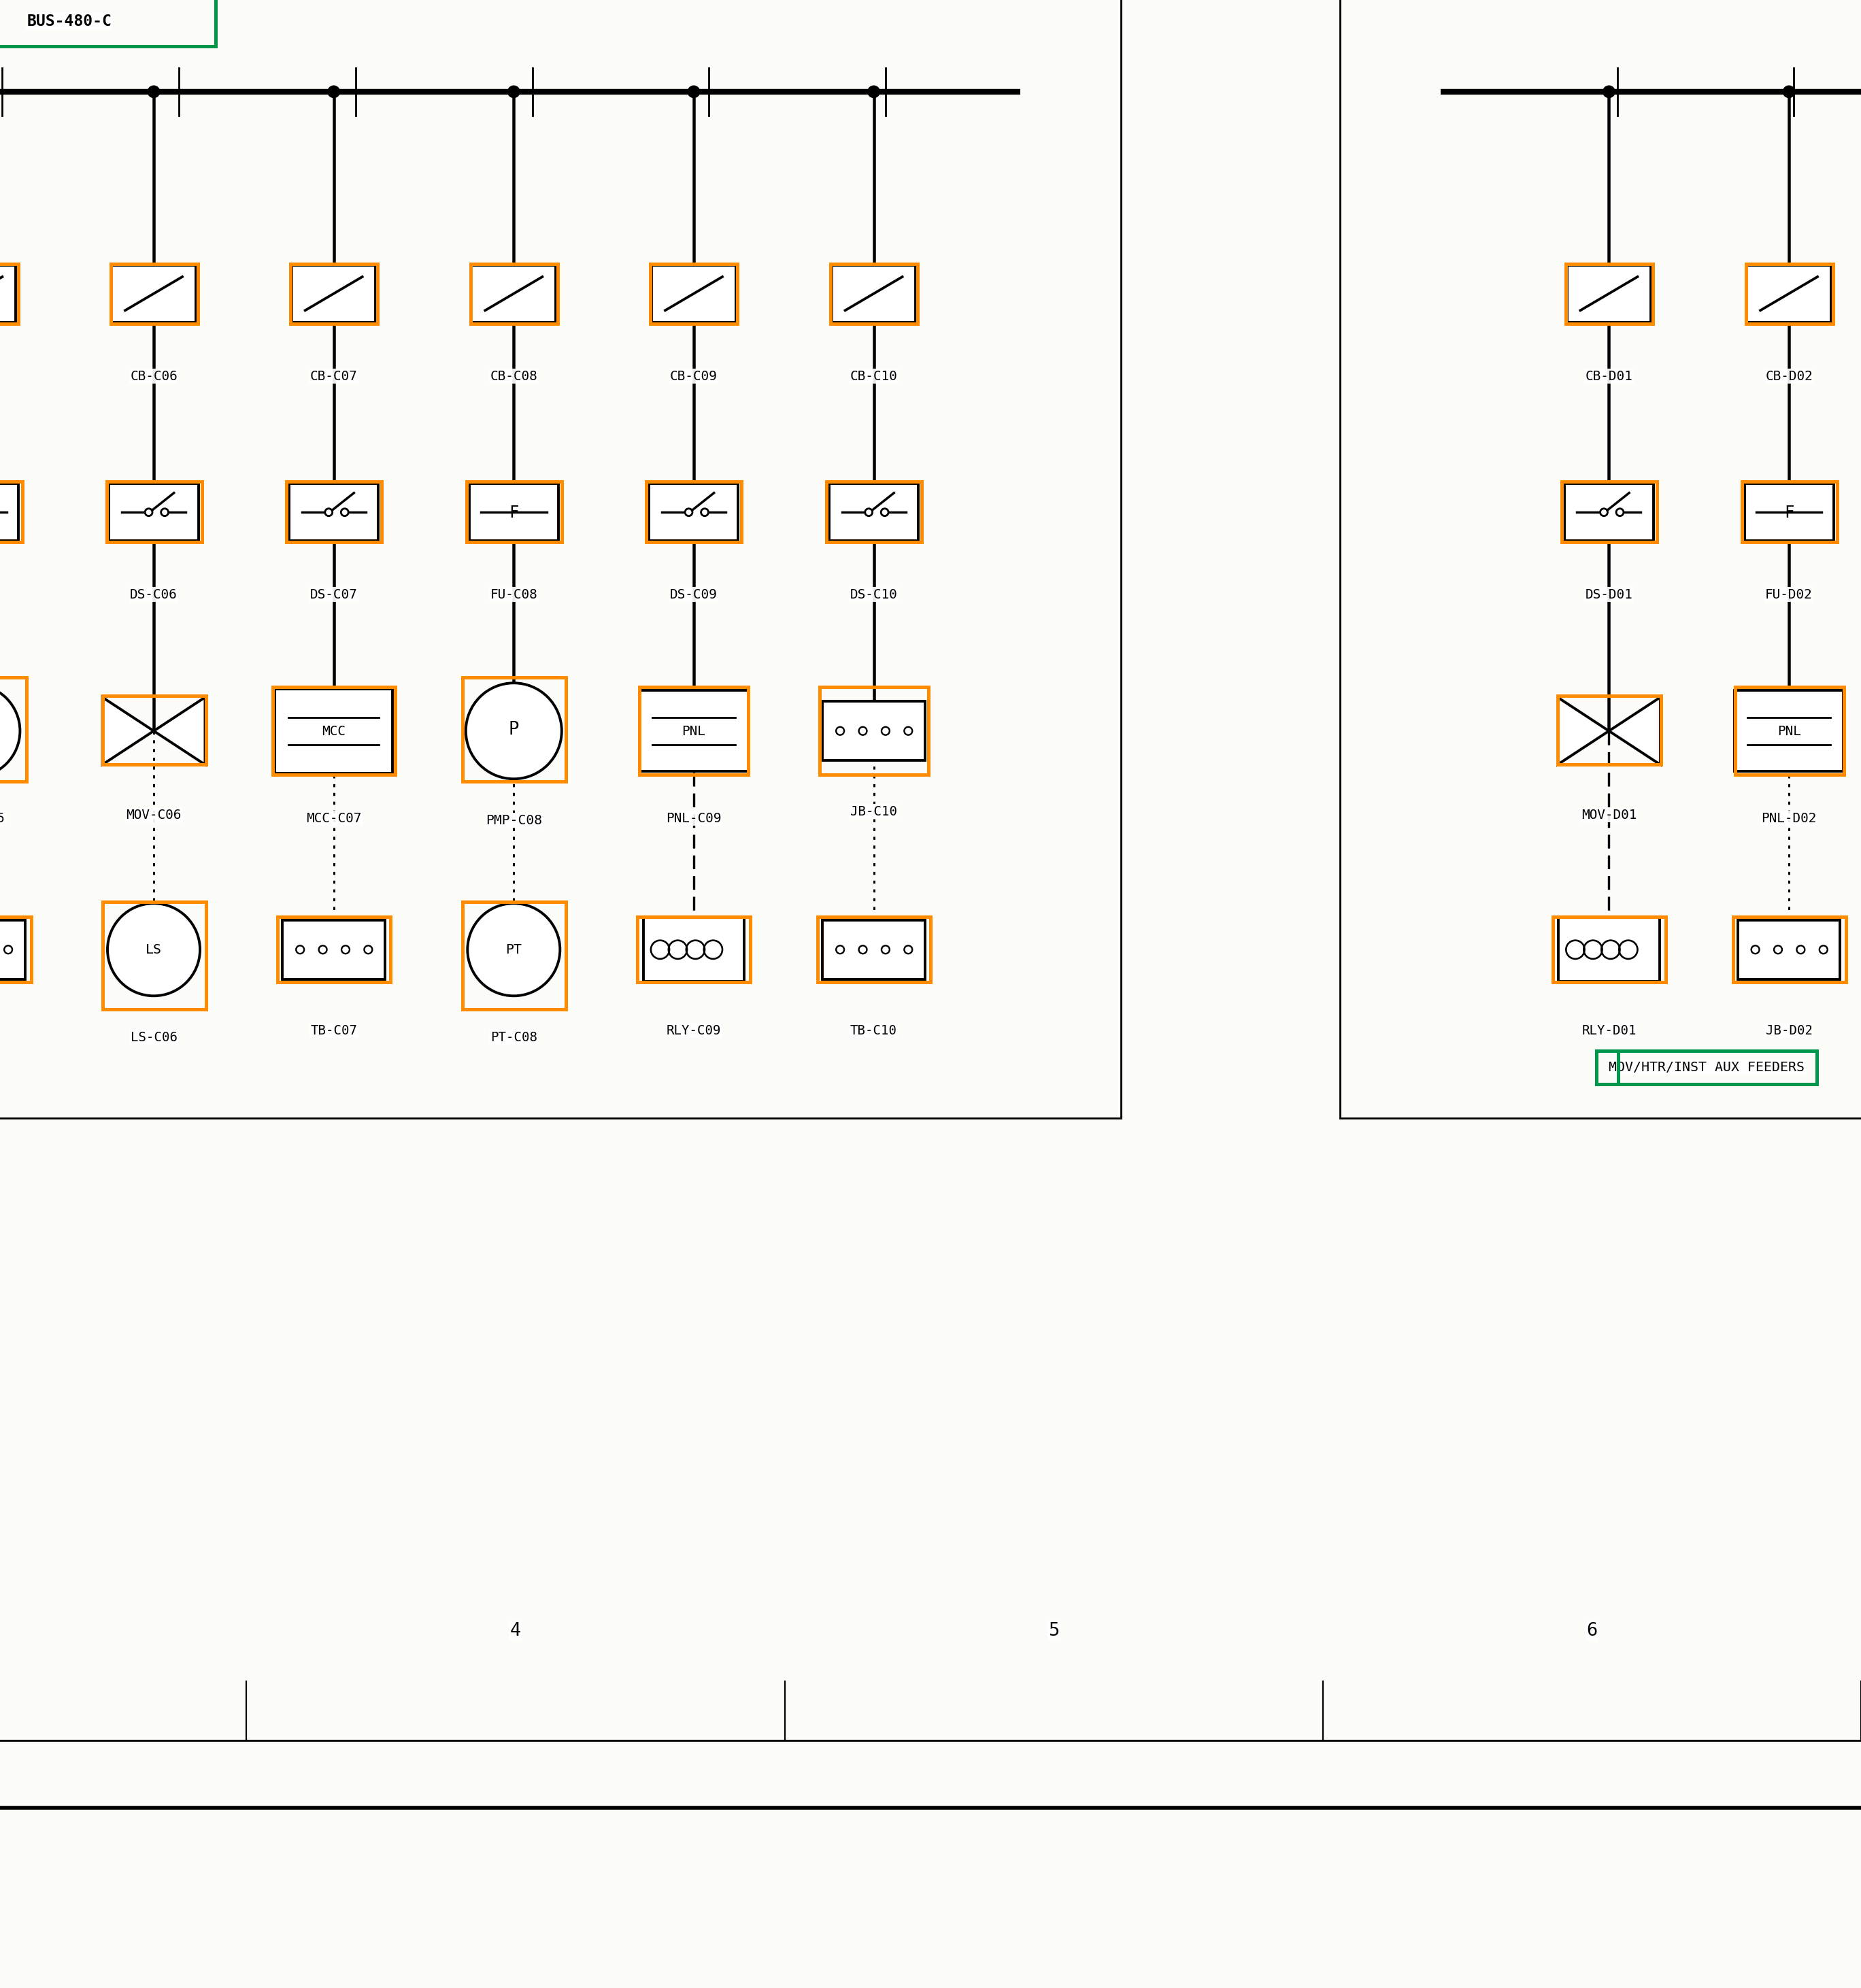 BUS-480-C
CB-C06 CB-C07 CB-C08 CB-C09 CB-C10 CB-D01 CB-D02
F F
DS-C06 DS-C07 FU-C08 DS-C09 DS-C10 DS-D01 FU-D02
MCC P PNL PNL
MOV-C06 MCC-C07 PMP-C08 PNL-C09 JB-C10 MOV-D01 PNL-D02
LS PT
LS-C06 TB-C07 PT-C08 RLY-C09 TB-C10 RLY-D01 JB-D02
MOV/HTR/INST AUX FEEDERS
4 5 6